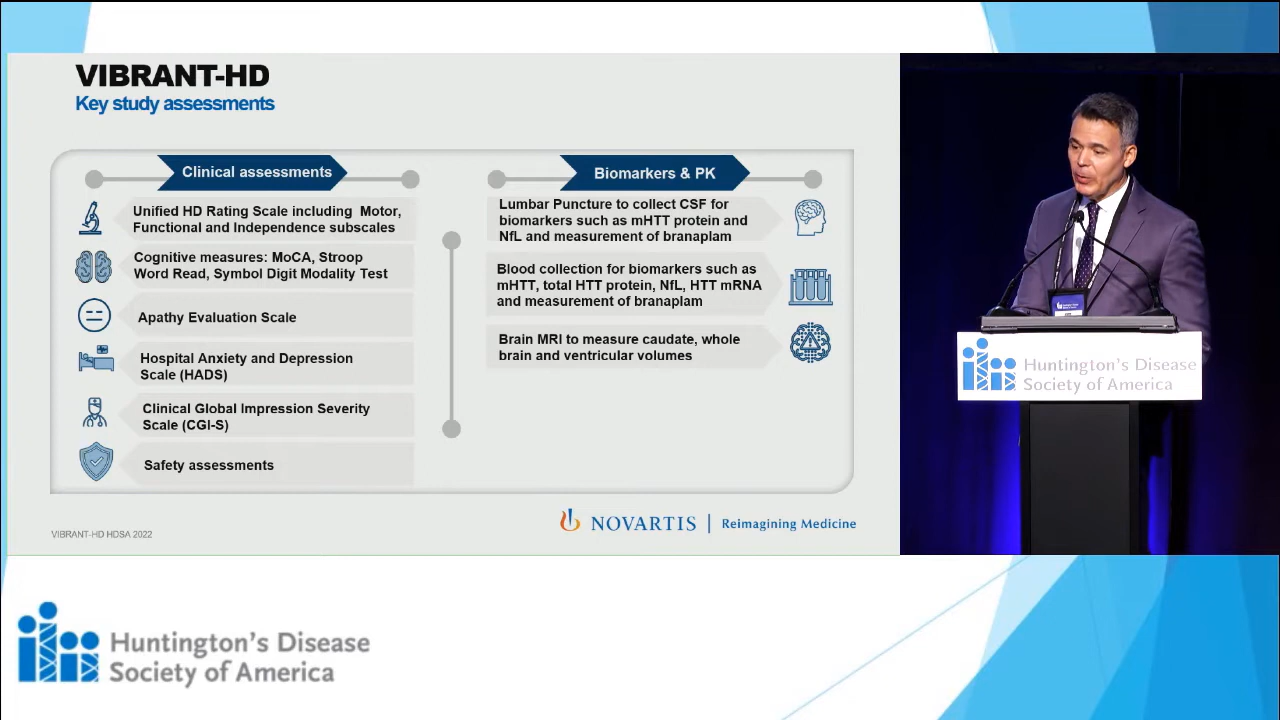 VIBRANT-HD
Key study assessments
Clinical assessments
Unified HD Rating Scale including Motor,
Functional and Independence subscales
Cognitive measures: MoCA, Stroop
Word Read, Symbol Digit Modality Test
Apathy Evaluation Scale
Hospital Anxiety and Depression
Scale (HADS)
Clinical Global Impression Severity
Scale (CGI-S)
Safety assessments
Biomarkers & PK
Lumbar Puncture to collect CSF for
biomarkers such as mHTT protein and
NfL and measurement of branaplam
Blood collection for biomarkers such as
mHTT, total HTT protein, NfL, HTT mRNA
and measurement of branaplam
Brain MRI to measure caudate, whole
brain and ventricular volumes
VIBRANT-HD HDSA 2022
NOVARTIS | Reimagining Medicine
Huntington's Disease
Society of America
Huntington's Disease
Society of America